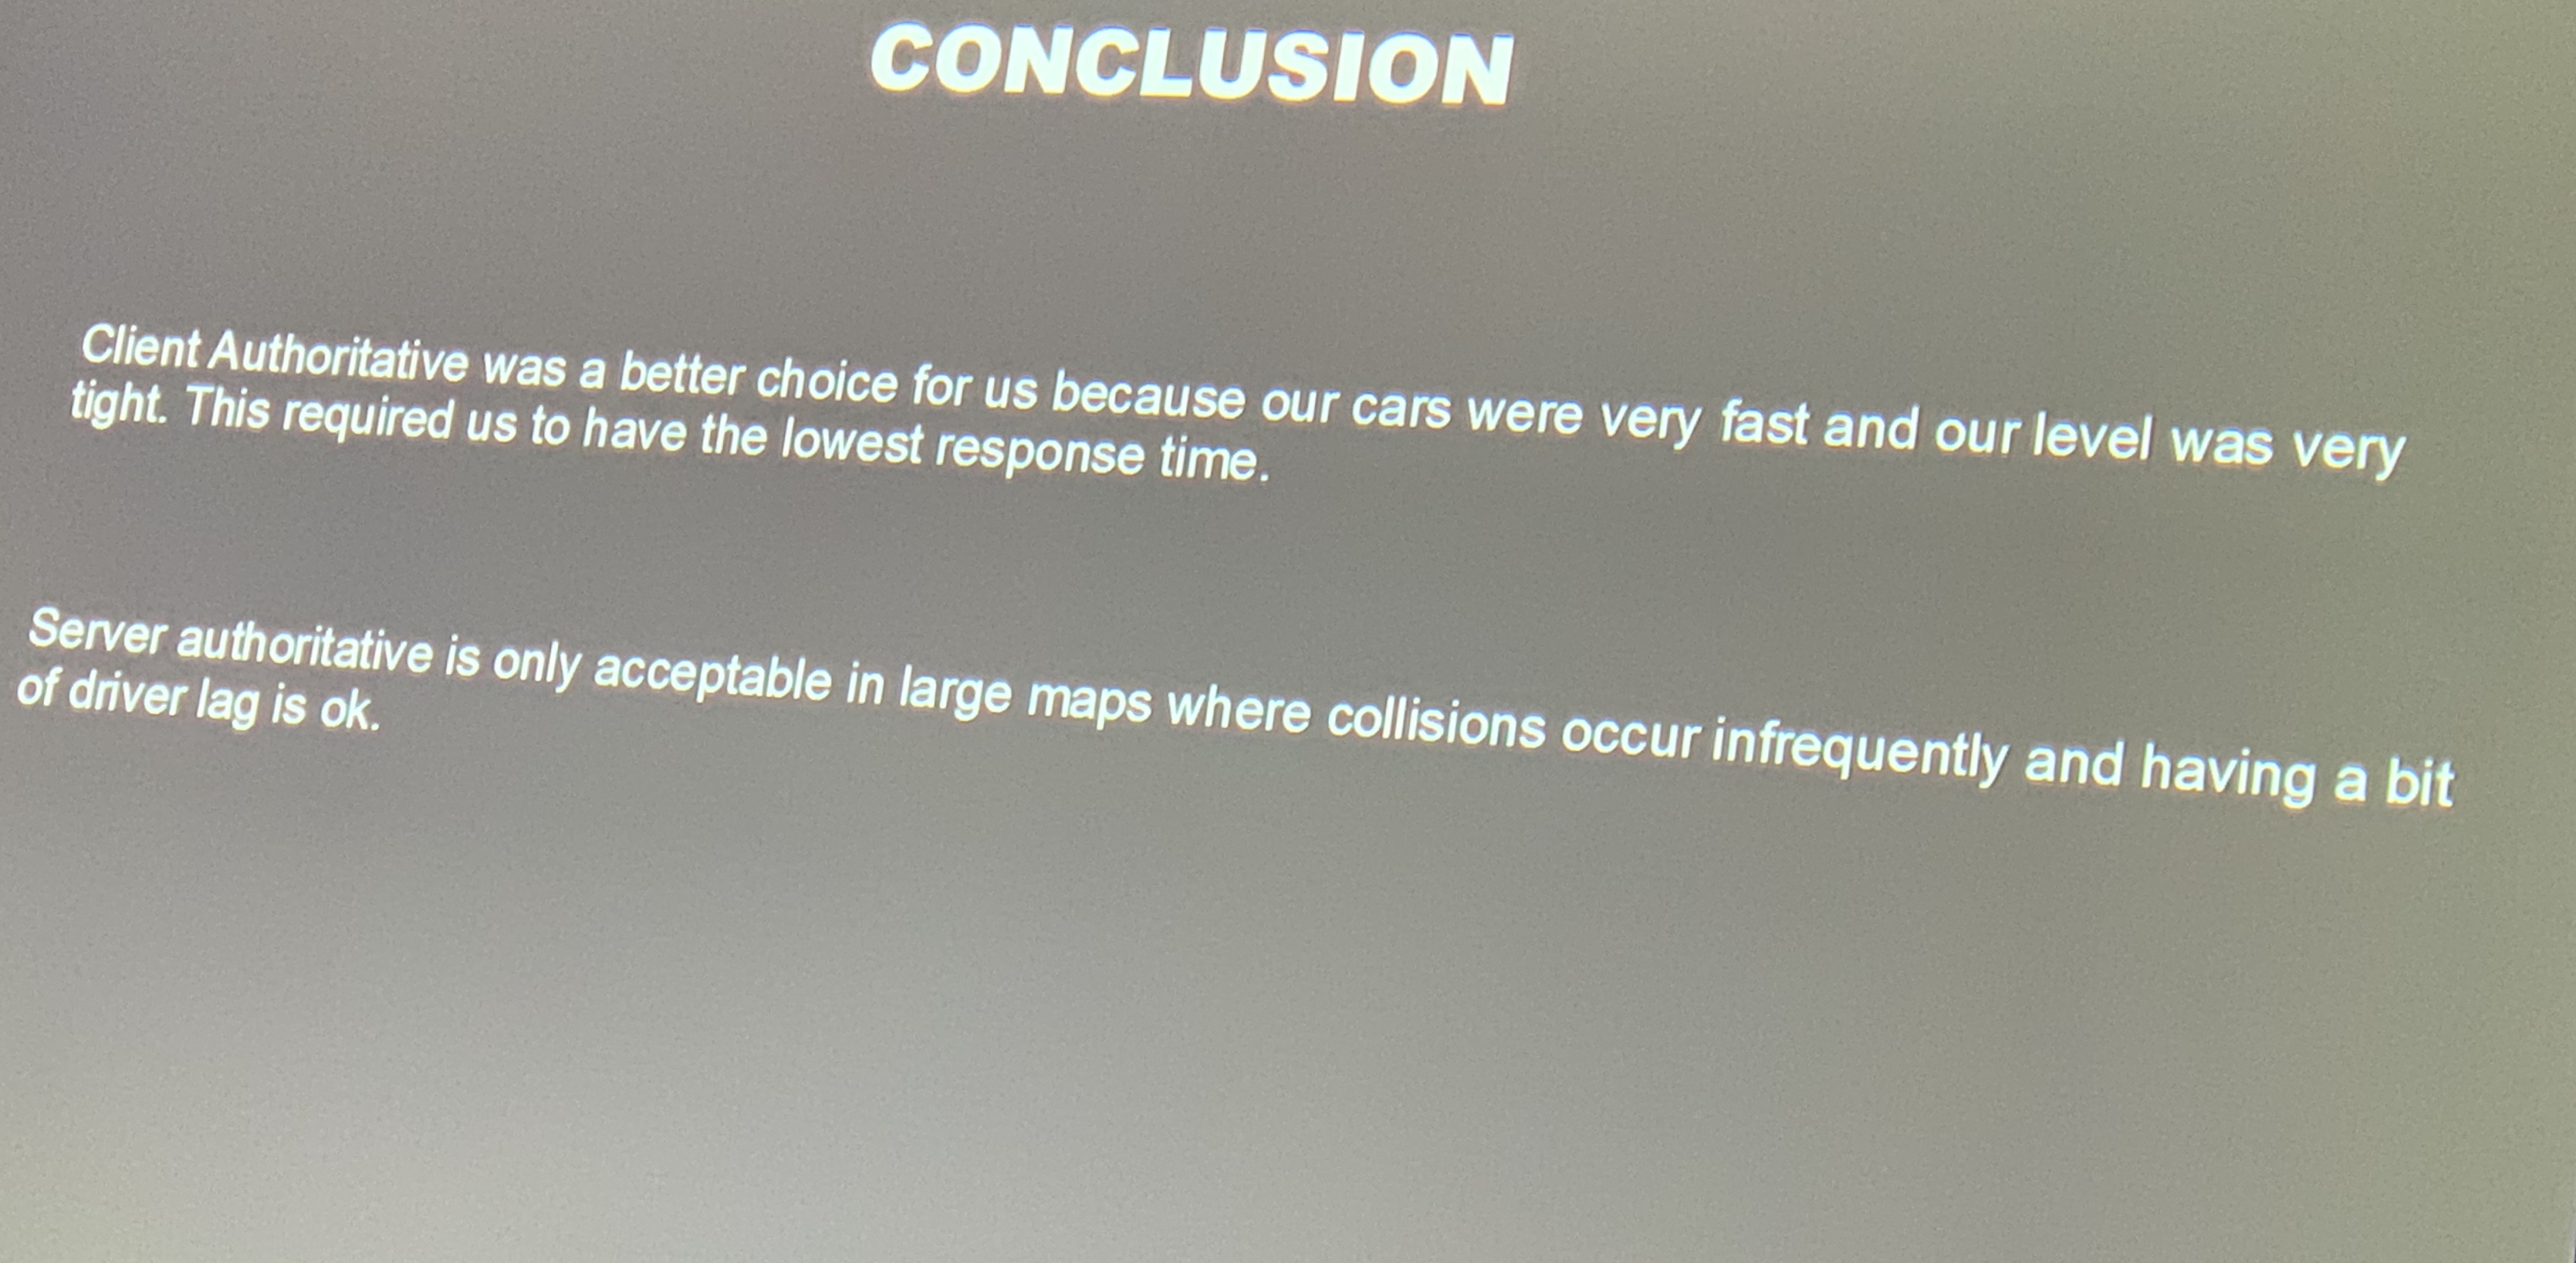 CONCLUSION
Client Authoritative was a better choice for us because our cars were very fast and our level was very
tight. This required us to have the lowest response time.
Server authoritative is only acceptable in large maps where collisions occur infrequently and having a bit
of driver lag is ok.